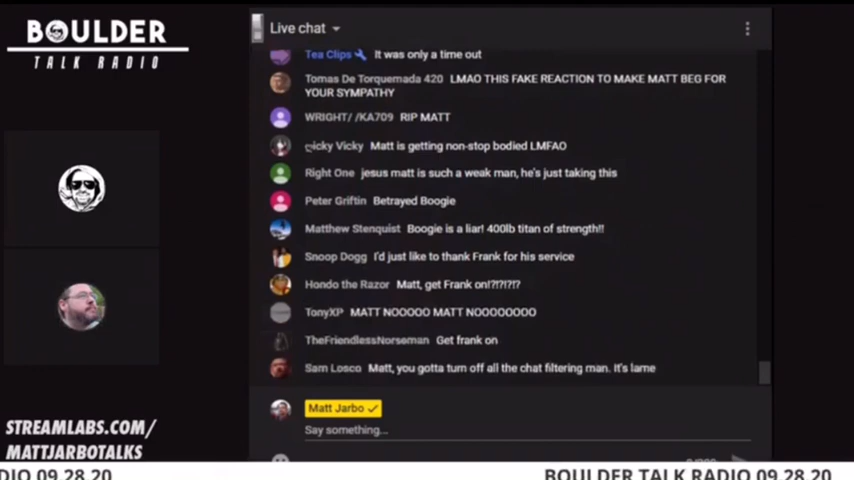 BOULDER
TALK RADIO
Live chat
Tea Clips It was only a time out
Tomas De Torquemada 420 LMAO THIS FAKE REACTION TO MAKE MATT BEG FOR
YOUR SYMPATHY
WRIGHT/ /KA709 RIP MATT
icky Vicky Matt is getting non-stop bodied LMFAO
Right One jesus matt is such a weak man, he's just taking this
Peter Griftin Betrayed Boogie
Matthew Stenquist Boogie is a liar! 400lb titan of strength!!
Snoop Dogg I'd just like to thank Frank for his service
Hondo the Razor Matt, get Frank on!?!?!?!?
TonyXP MATT NOOOOO MATT NOOOOOOOO
TheFriendlessNorseman Get frank on
Sam Losco Matt, you gotta turn off all the chat filtering man. It's lame
Matt Jarbo
Say something...
STREAMLABS.COM/
MATTJARBOTALKS
DIO 09.28.20 BOULDER TALK RADIO 09.28.20